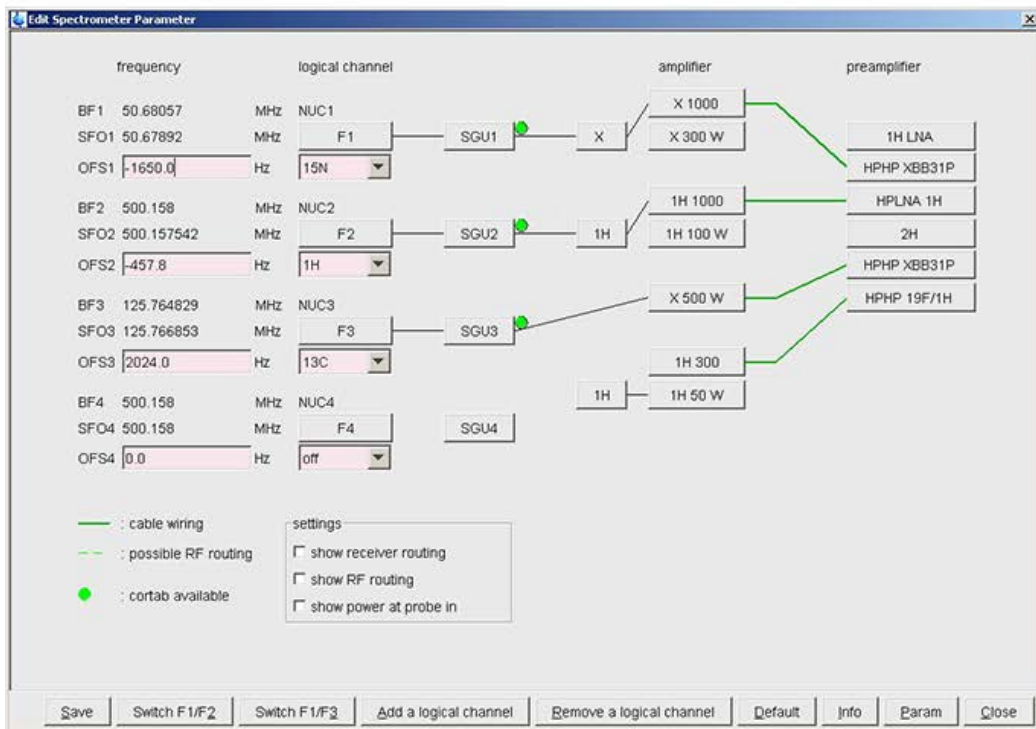 Edit Spectrometer Parameter
frequency logical channel amplifier preamplifier
BF1 50.68057 MHz NUC1 X 1000
SFO1 50.67892 MHz F1 SGU1 X X 300 W 1H LNA
OFS1 -1650.0 Hz 15N HPHP XBB31P
BF2 500.158 MHz NUC2 1H 1000 HPLNA 1H
SFO2 500.157542 MHz F2 SGU2 1H 1H 100 W 2H
OFS2 -457.8 Hz 1H HPHP XBB31P
BF3 125.764829 MHz NUC3 X 500 W HPHP 19F/1H
SFO3 125.766853 MHz F3 SGU3
OFS3 2024.0 Hz 13C 1H 300
BF4 500.158 MHz NUC4 1H 1H 50 W
SFO4 500.158 MHz F4 SGU4
OFS4 0.0 Hz off
: cable wiring settings
: possible RF routing show receiver routing
show RF routing
: cortab available show power at probe in
Save Switch F1/F2 Switch F1/F3 Add a logical channel Remove a logical channel Default Info Param Close